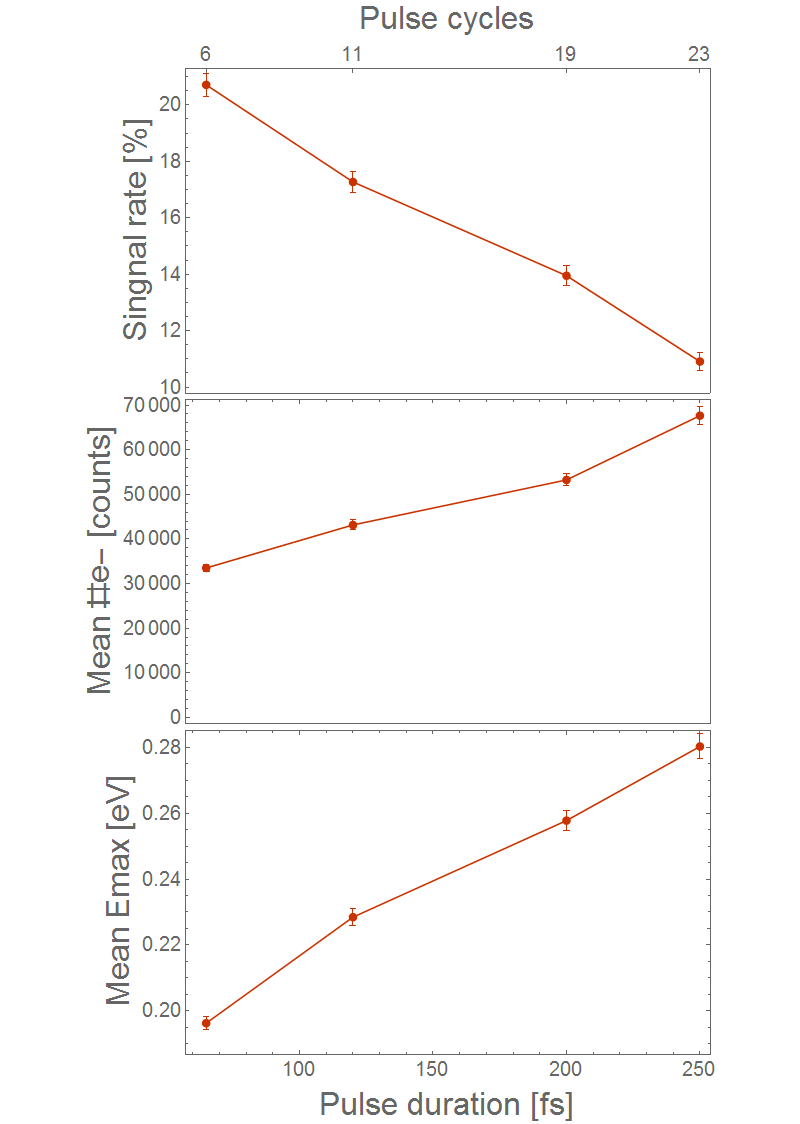 Pulse cycles
6 11 19 23
Singnal rate [%]
20
18
16
14
12
10
Mean #e- [counts]
70 000
60 000
50 000
40 000
30 000
20 000
10 000
0
Mean Emax [eV]
0.28
0.26
0.24
0.22
0.20
100 150 200 250
Pulse duration [fs]